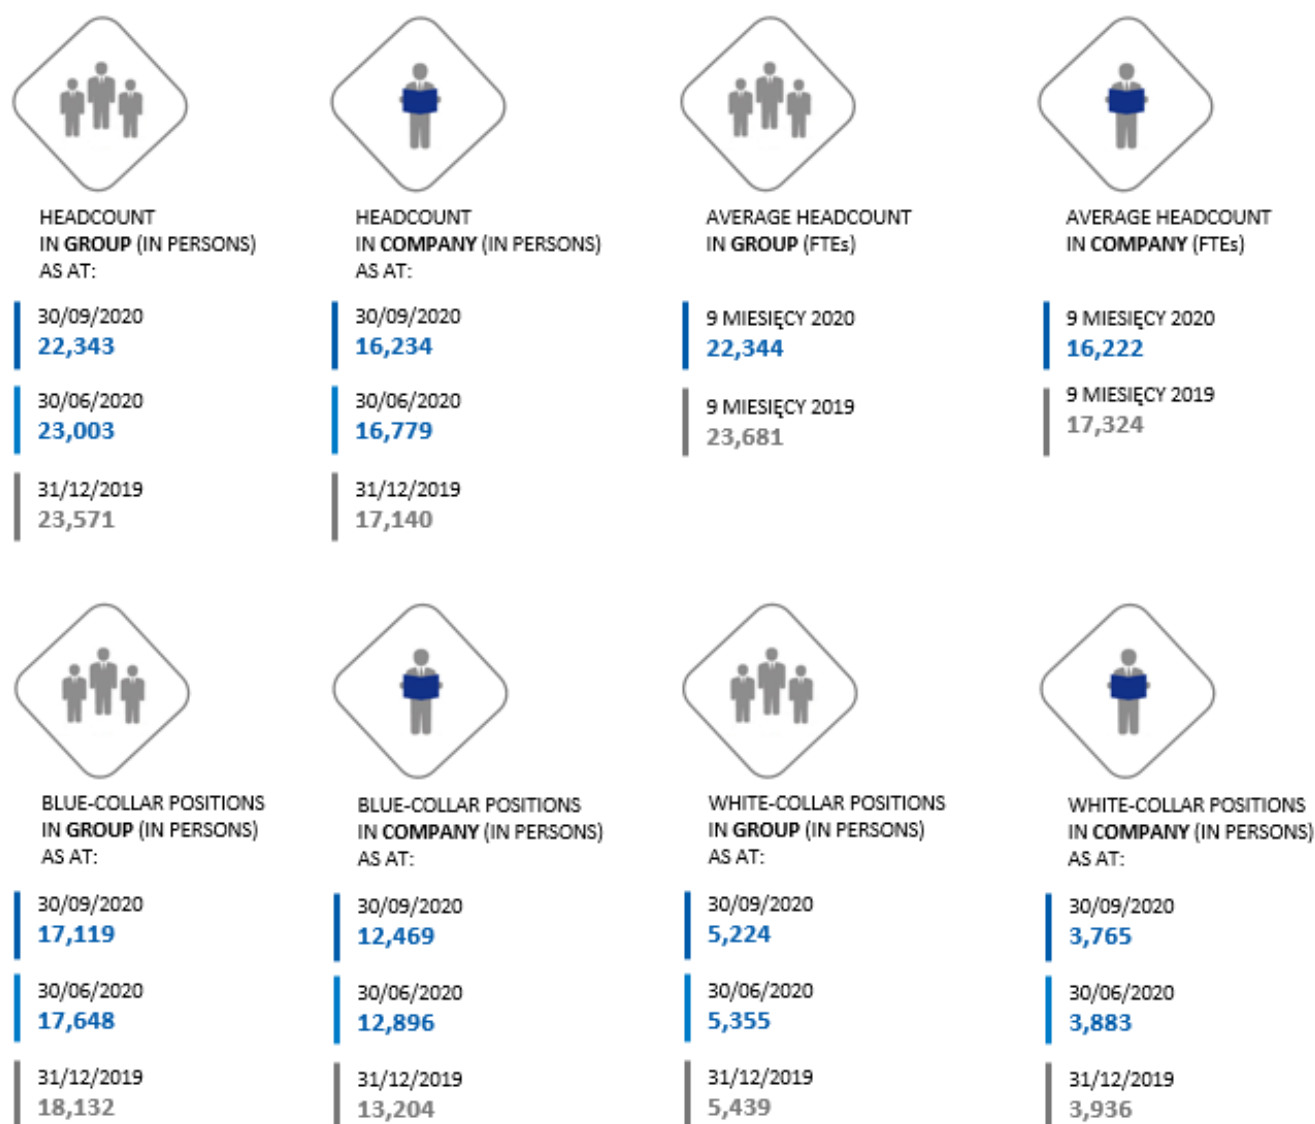 HEADCOUNT
IN GROUP (IN PERSONS)
AS AT:
30/09/2020
22,343
30/06/2020
23,003
31/12/2019
23,571
HEADCOUNT
IN COMPANY (IN PERSONS)
AS AT:
30/09/2020
16,234
30/06/2020
16,779
31/12/2019
17,140
AVERAGE HEADCOUNT
IN GROUP (FTEs)
9 MIESIĘCY 2020
22,344
9 MIESIĘCY 2019
23,681
AVERAGE HEADCOUNT
IN COMPANY (FTEs)
9 MIESIĘCY 2020
16,222
9 MIESIĘCY 2019
17,324
BLUE-COLLAR POSITIONS
IN GROUP (IN PERSONS)
AS AT:
30/09/2020
17,119
30/06/2020
17,648
31/12/2019
18,132
BLUE-COLLAR POSITIONS
IN COMPANY (IN PERSONS)
AS AT:
30/09/2020
12,469
30/06/2020
12,896
31/12/2019
13,204
WHITE-COLLAR POSITIONS
IN GROUP (IN PERSONS)
AS AT:
30/09/2020
5,224
30/06/2020
5,355
31/12/2019
5,439
WHITE-COLLAR POSITIONS
IN COMPANY (IN PERSONS)
AS AT:
30/09/2020
3,765
30/06/2020
3,883
31/12/2019
3,936